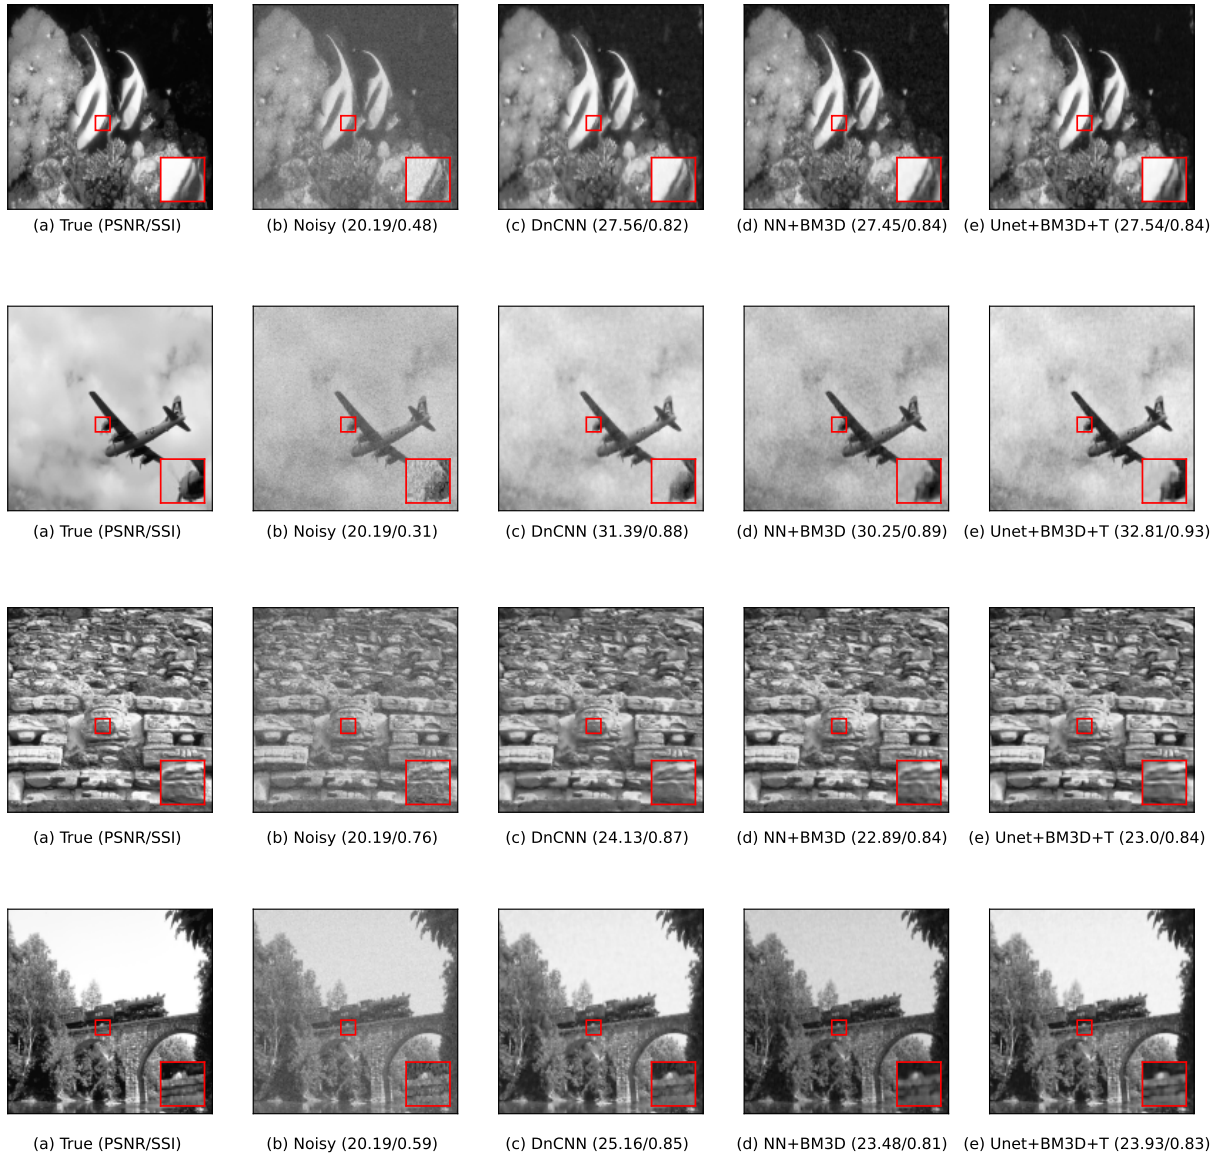 (a) True (PSNR/SSI)
(b) Noisy (20.19/0.48)
(c) DnCNN (27.56/0.82)
(d) NN+BM3D (27.45/0.84)
(e) Unet+BM3D+T (27.54/0.84)
(a) True (PSNR/SSI)
(b) Noisy (20.19/0.31)
(c) DnCNN (31.39/0.88)
(d) NN+BM3D (30.25/0.89)
(e) Unet+BM3D+T (32.81/0.93)
(a) True (PSNR/SSI)
(b) Noisy (20.19/0.76)
(c) DnCNN (24.13/0.87)
(d) NN+BM3D (22.89/0.84)
(e) Unet+BM3D+T (23.0/0.84)
(a) True (PSNR/SSI)
(b) Noisy (20.19/0.59)
(c) DnCNN (25.16/0.85)
(d) NN+BM3D (23.48/0.81)
(e) Unet+BM3D+T (23.93/0.83)